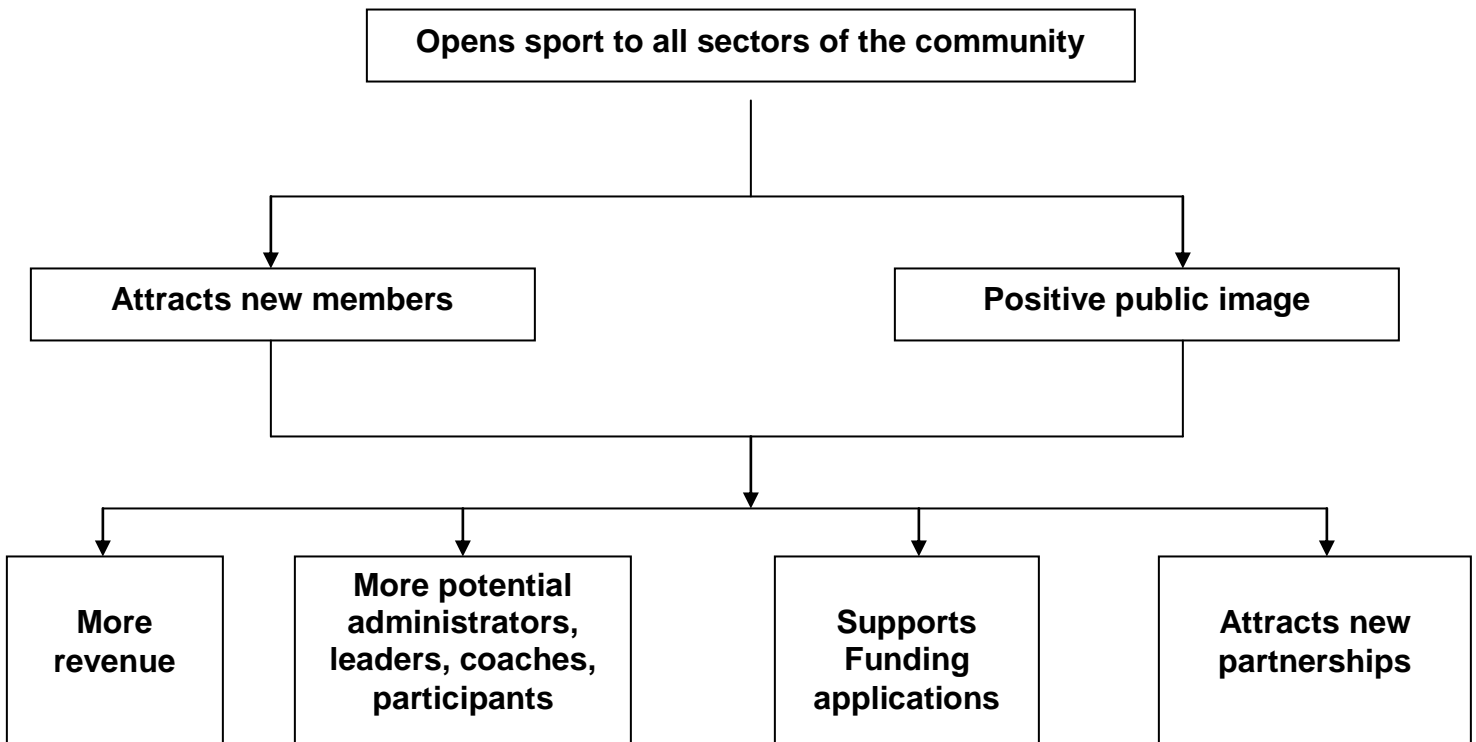 Opens sport to all sectors of the community
Attracts new members
Positive public image
More
revenue
More potential
administrators,
leaders, coaches,
participants
Supports
Funding
applications
Attracts new
partnerships